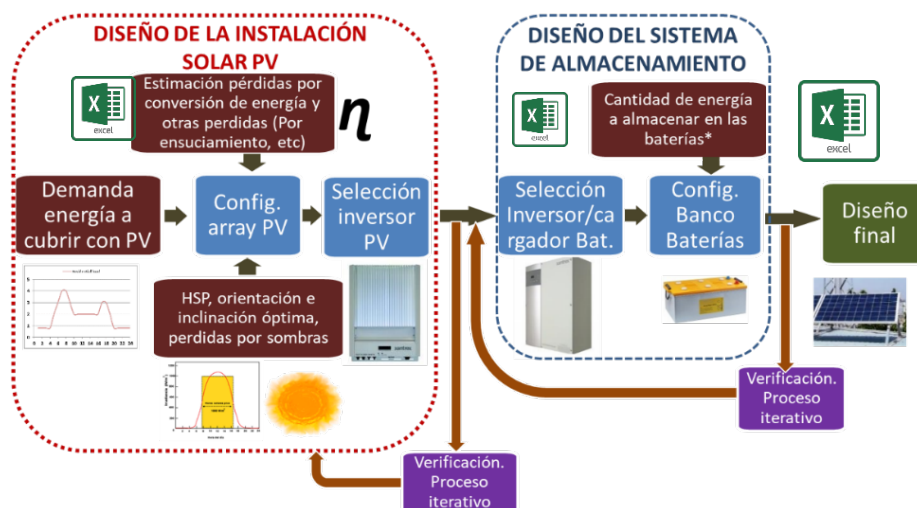 DISEÑO DE LA INSTALACIÓN
SOLAR PV
Estimación pérdidas por
conversión de energía y
otras perdidas (Por
ensuciamiento, etc)
excel
η
Demanda
energía a
cubrir con PV
Config.
array PV
Selección
inversor
PV
HSP, orientación e
inclinación óptima,
perdidas por sombras
Verificación.
Proceso
iterativo
DISEÑO DEL SISTEMA
DE ALMACENAMIENTO
excel
Cantidad de energía
a almacenar en las
baterías*
excel
Selección
Inversor/ca
rgador Bat.
Config.
Banco
Baterías
Diseño
final
Verificación.
Proceso
iterativo